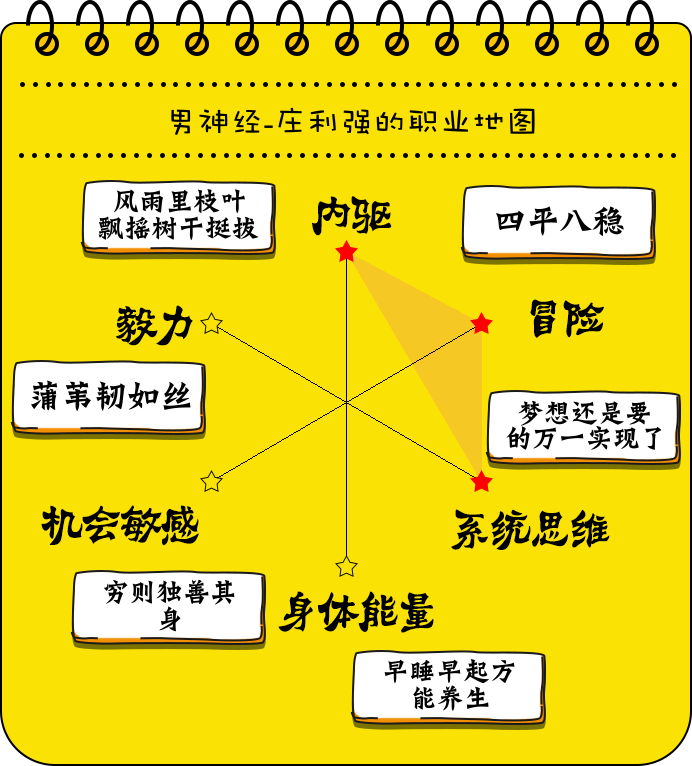 男神经-庄利强的职业地图
风雨里枝叶
飘摇树干挺拔
内驱
四平八稳
毅力
冒险
蒲苇韧如丝
梦想还是要
的万一实现了
机会敏感
系统思维
穷则独善其
身
身体能量
早睡早起方
能养生